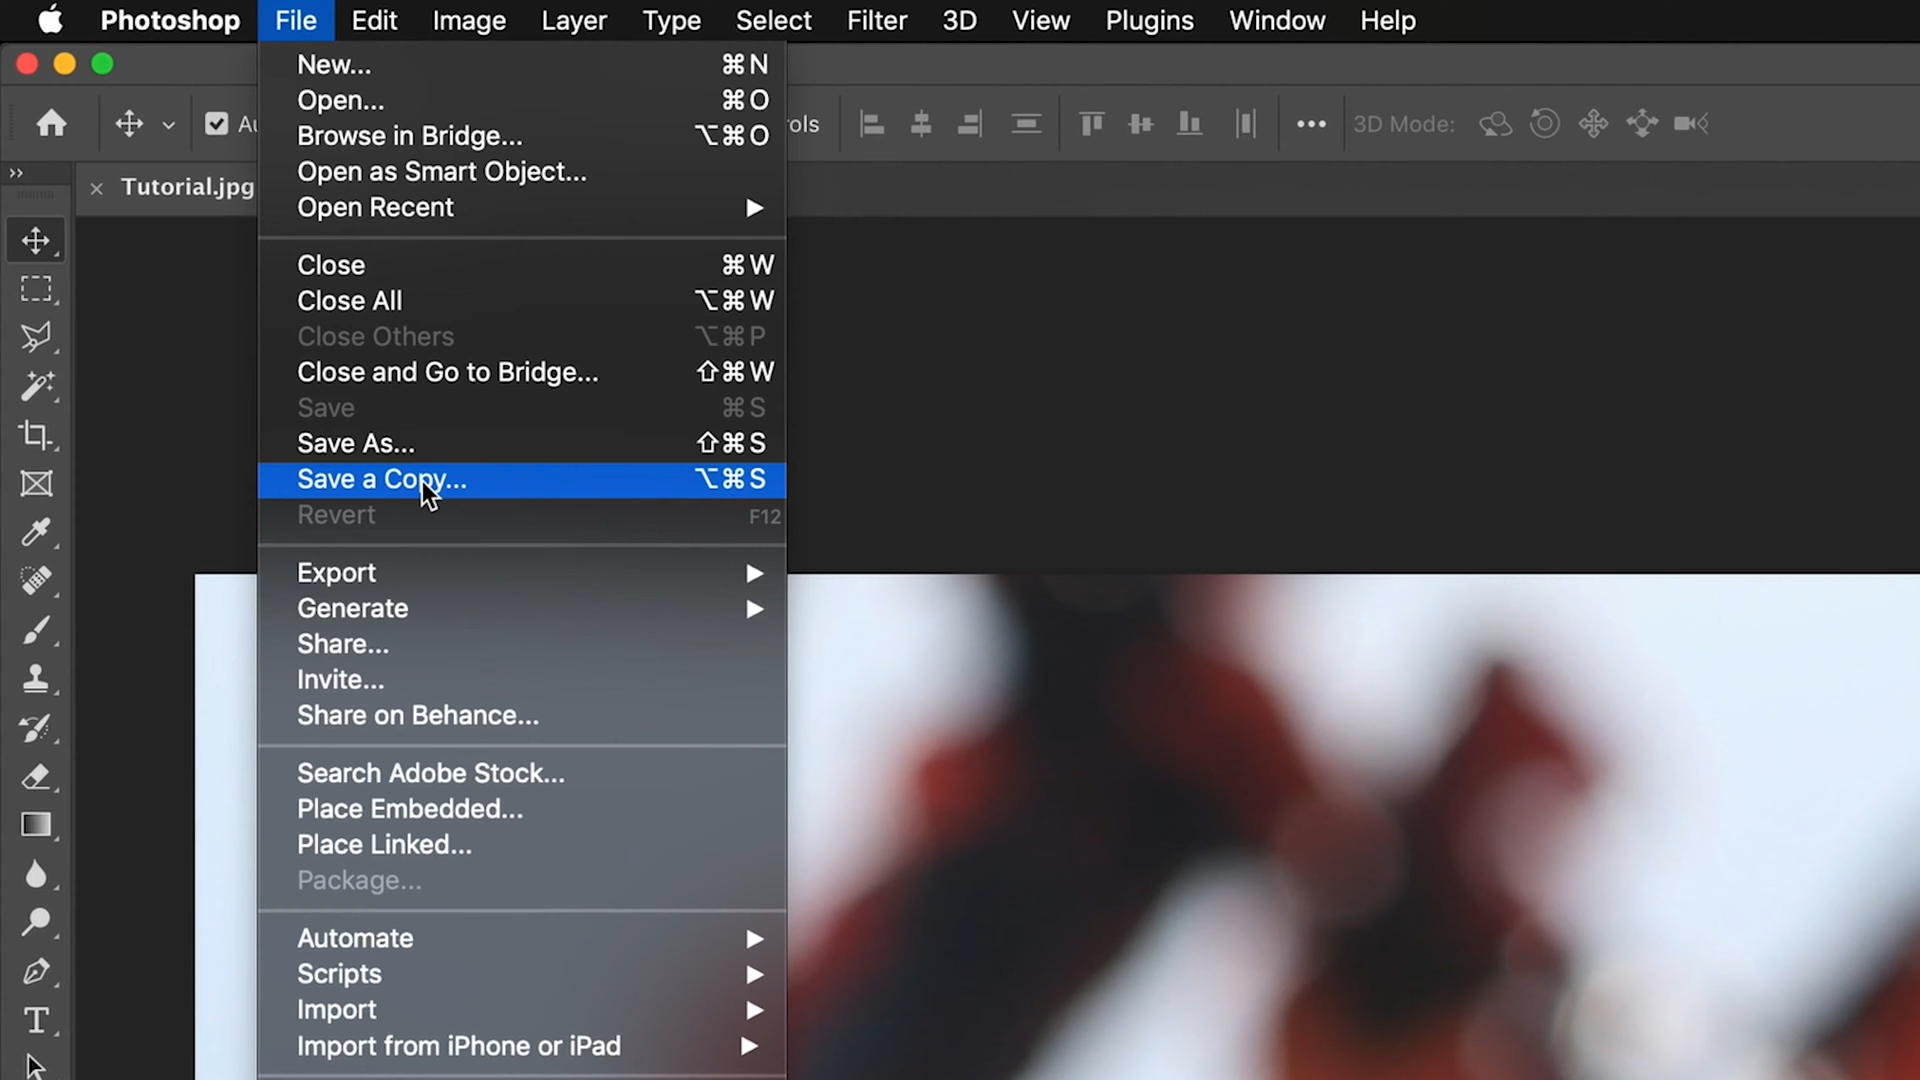 Photoshop File Edit Image Layer Type Select Filter 3D View Plugins Window Help
New... ⌘N
Open... ⌘O
Browse in Bridge... ⌥⌘O
Open as Smart Object...
Open Recent
Close ⌘W
Close All ⌥⌘W
Close Others ⌥⌘P
Close and Go to Bridge... ⇧⌘W
Save ⌘S
Save As... ⇧⌘S
Save a Copy... ⌥⌘S
Revert F12
Export
Generate
Share...
Invite...
Share on Behance...
Search Adobe Stock...
Place Embedded...
Place Linked...
Package...
Automate
Scripts
Import
Import from iPhone or iPad
3D Mode:
Tutorial.jpg